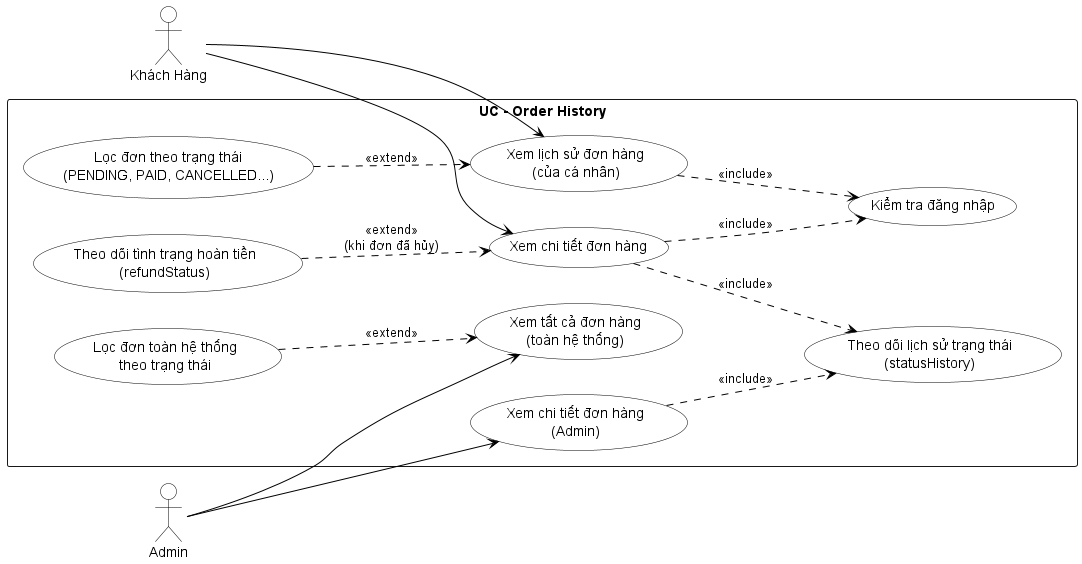 Khách Hàng
UC - Order History
Lọc đơn theo trạng thái
(PENDING, PAID, CANCELLED...)
«extend»
Xem lịch sử đơn hàng
(của cá nhân)
«include»
Kiểm tra đăng nhập
Theo dõi tình trạng hoàn tiền
(refundStatus)
«extend»
(khi đơn đã hủy)
Xem chi tiết đơn hàng
«include»
«include»
Lọc đơn toàn hệ thống
theo trạng thái
«extend»
Xem tất cả đơn hàng
(toàn hệ thống)
Theo dõi lịch sử trạng thái
(statusHistory)
Xem chi tiết đơn hàng
(Admin)
«include»
Admin